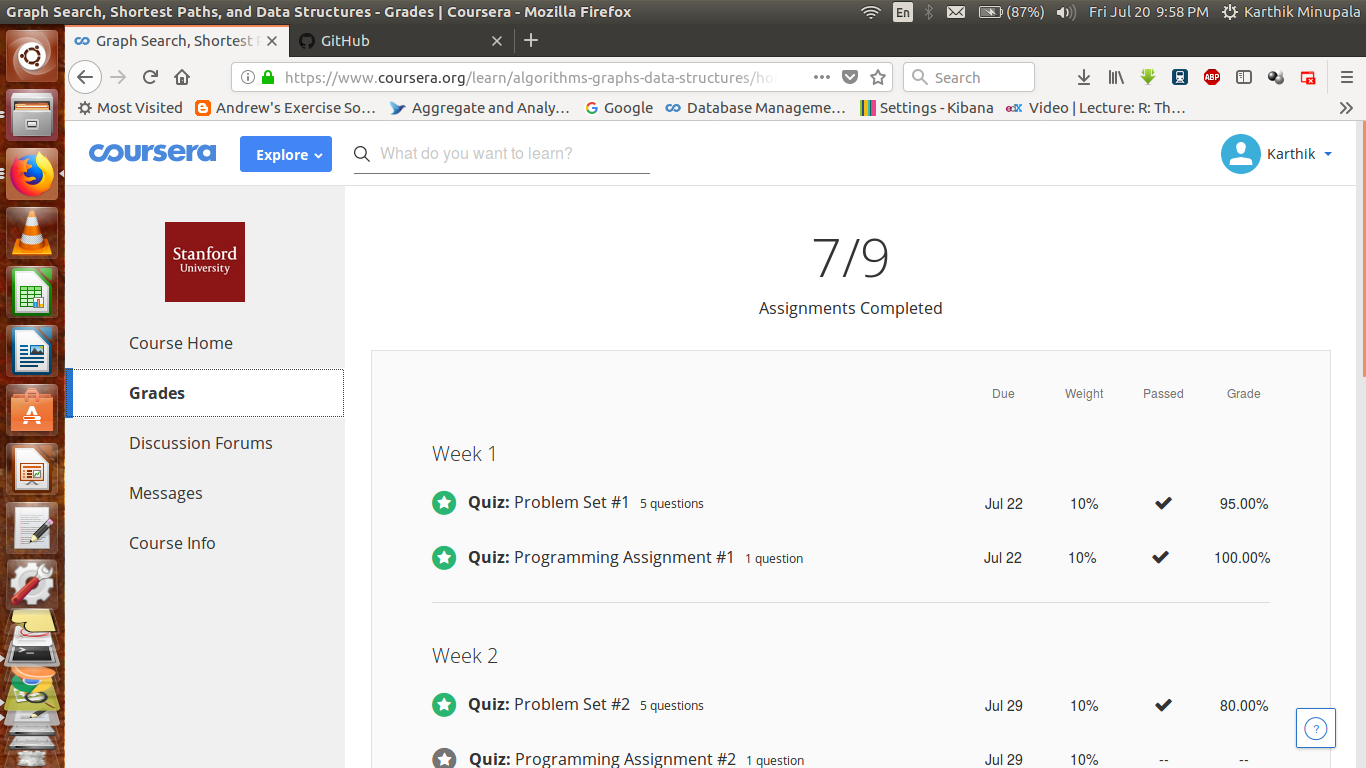 Graph Search, Shortest Paths, and Data Structures - Grades | Coursera - Mozilla Firefox
En (87%) Fri Jul 20 9:58 PM Karthik Minupala
Graph Search, Shortest GitHub
https://www.coursera.org/learn/algorithms-graphs-data-structures/ Search
Most Visited Andrew's Exercise So… Aggregate and Analy… Google Database Manageme… Settings - Kibana edX Video | Lecture: R: Th…
coursera Explore What do you want to learn? Karthik
Stanford
University
Course Home
Grades
Discussion Forums
Messages
Course Info
7/9
Assignments Completed
Due Weight Passed Grade
Week 1
Quiz: Problem Set #1 5 questions Jul 22 10% 95.00%
Quiz: Programming Assignment #1 1 question Jul 22 10% 100.00%
Week 2
Quiz: Problem Set #2 5 questions Jul 29 10% 80.00%
Quiz: Programming Assignment #2 1 question Jul 29 10% -- --